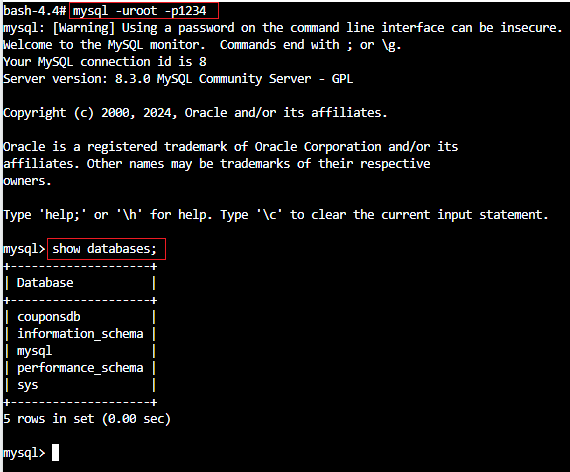 bash-4.4# mysql -uroot -p1234
mysql: [Warning] Using a password on the command line interface can be insecure.
Welcome to the MySQL monitor.  Commands end with ; or \g.
Your MySQL connection id is 8
Server version: 8.3.0 MySQL Community Server - GPL

Copyright (c) 2000, 2024, Oracle and/or its affiliates.

Oracle is a registered trademark of Oracle Corporation and/or its
affiliates. Other names may be trademarks of their respective
owners.

Type 'help;' or '\h' for help. Type '\c' to clear the current input statement.

mysql> show databases;
+--------------------+
| Database           |
+--------------------+
| couponsdb          |
| information_schema |
| mysql              |
| performance_schema |
| sys                |
+--------------------+
5 rows in set (0.00 sec)

mysql>